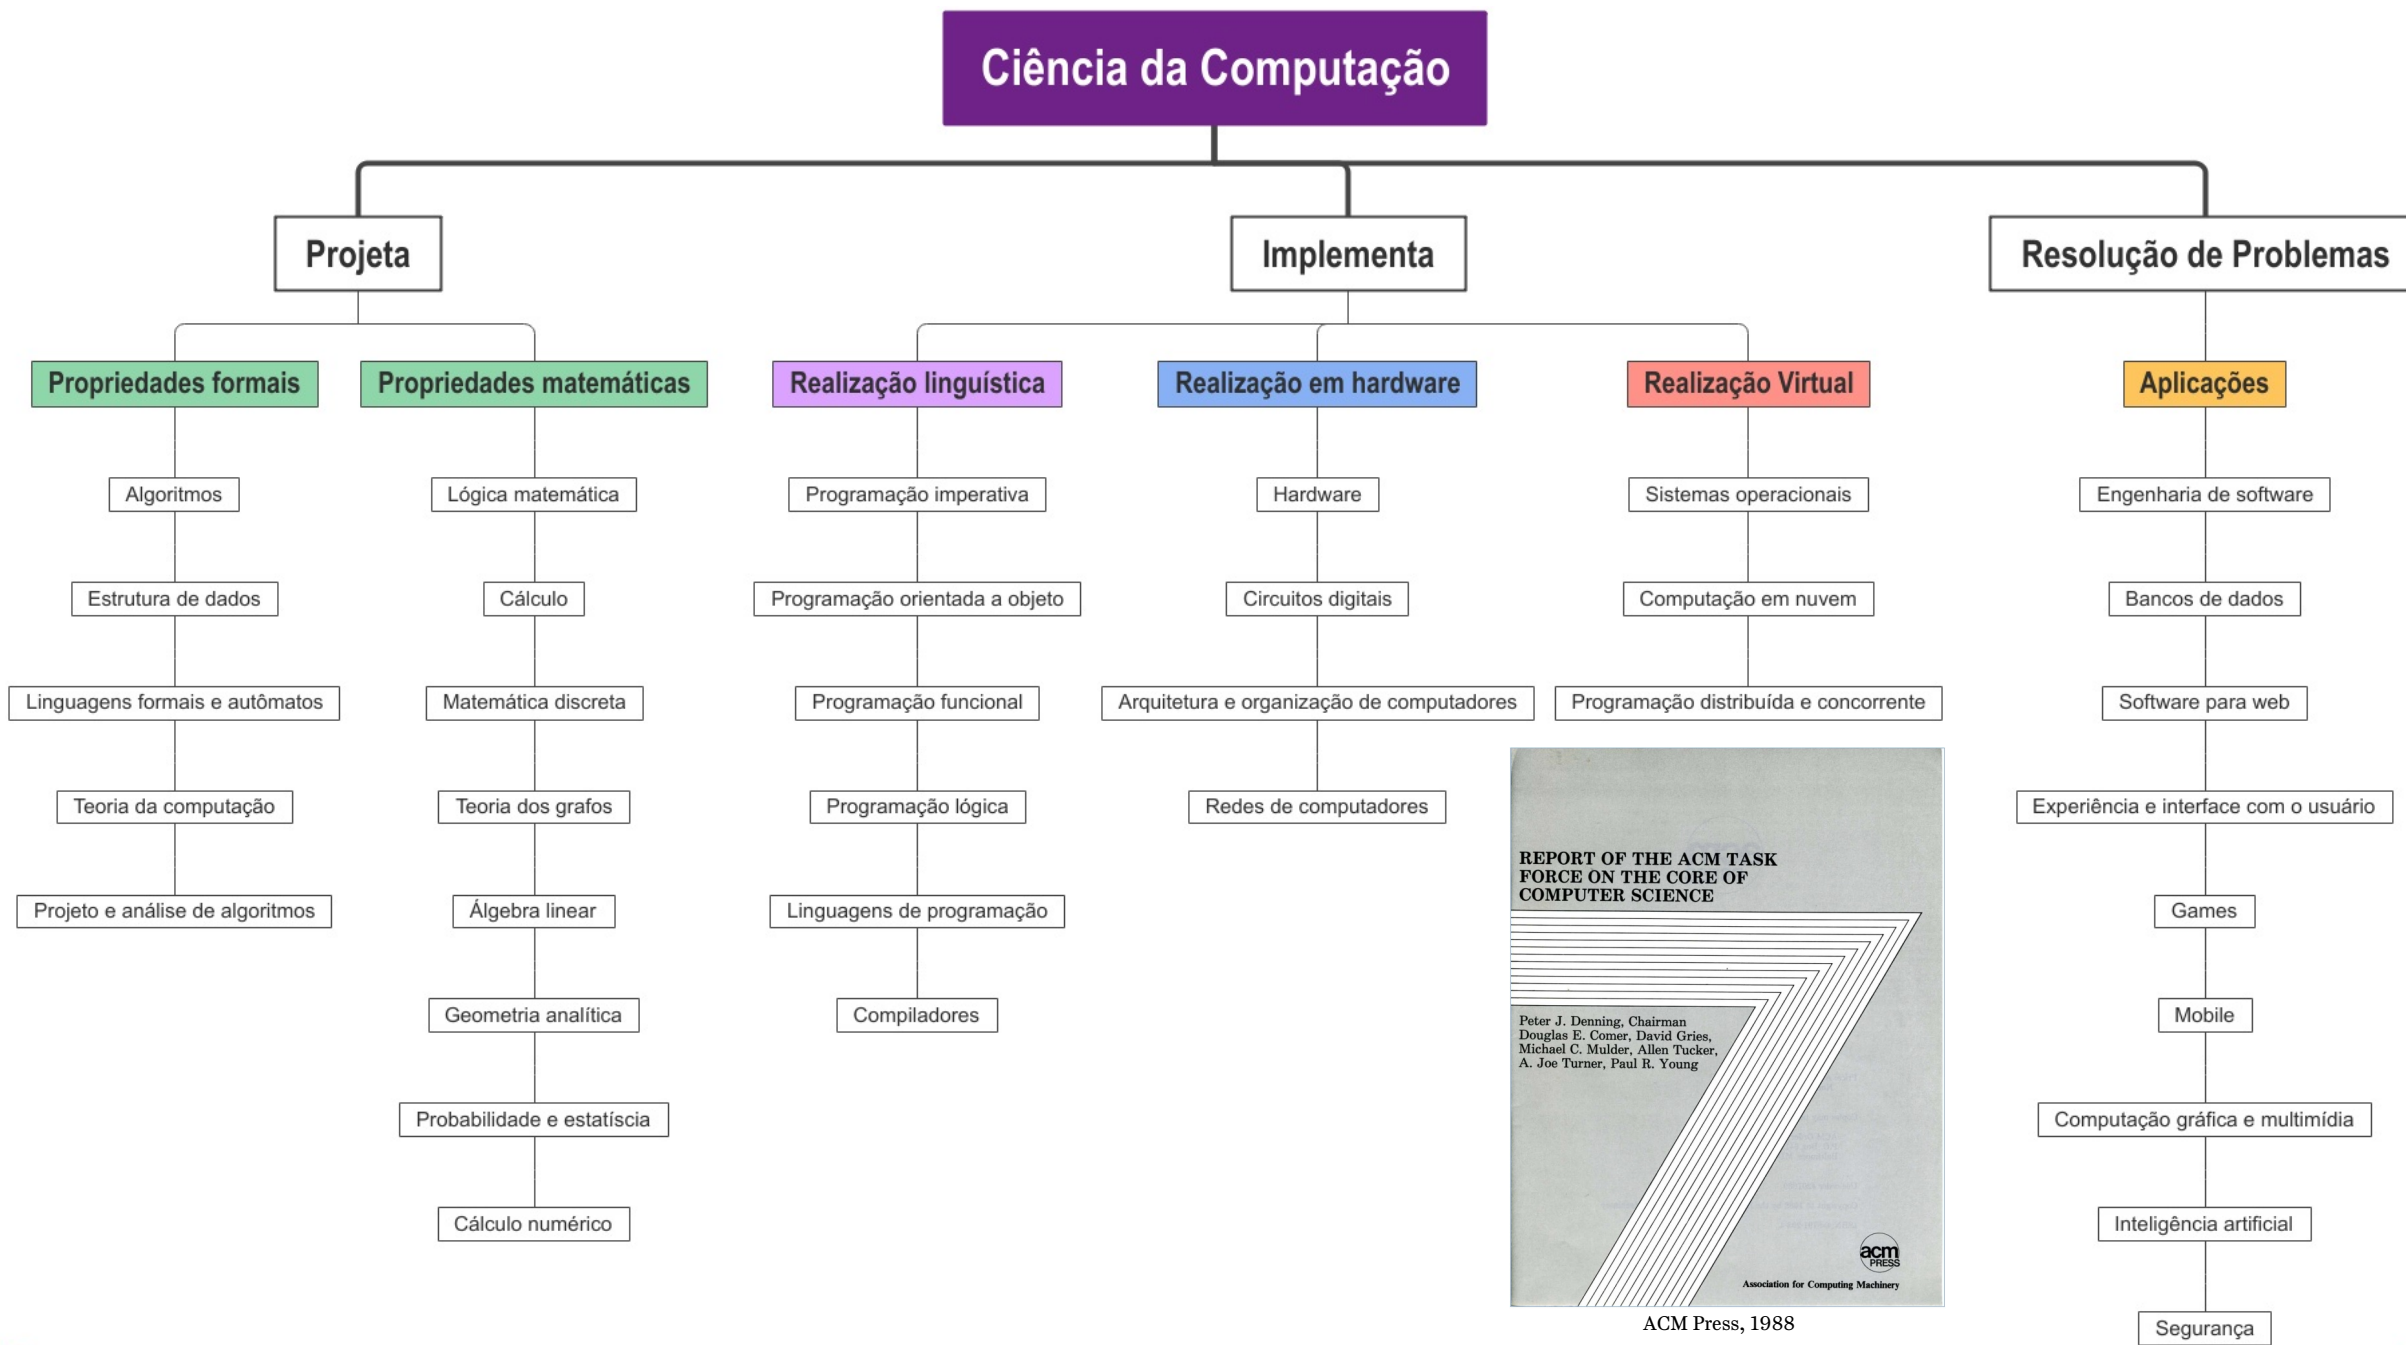 Ciência da Computação
Projeta
Implementa
Resolução de Problemas
Propriedades formais
Propriedades matemáticas
Realização linguística
Realização em hardware
Realização Virtual
Aplicações
Algoritmos
Lógica matemática
Programação imperativa
Hardware
Sistemas operacionais
Engenharia de software
Estrutura de dados
Cálculo
Programação orientada a objeto
Circuitos digitais
Computação em nuvem
Bancos de dados
Linguagens formais e autômatos
Matemática discreta
Programação funcional
Arquitetura e organização de computadores
Programação distribuída e concorrente
Software para web
Teoria da computação
Teoria dos grafos
Programação lógica
Redes de computadores
Experiência e interface com o usuário
Projeto e análise de algoritmos
Álgebra linear
Linguagens de programação
Games
Geometria analítica
Compiladores
Mobile
Probabilidade e estatíscia
Computação gráfica e multimídia
Cálculo numérico
Inteligência artificial
Segurança
REPORT OF THE ACM TASK
FORCE ON THE CORE OF
COMPUTER SCIENCE
Peter J. Denning, Chairman
Douglas E. Comer, David Gries,
Michael C. Mulder, Allen Tucker,
A. Joe Turner, Paul R. Young
acm
PRESS
Association for Computing Machinery
ACM Press, 1988